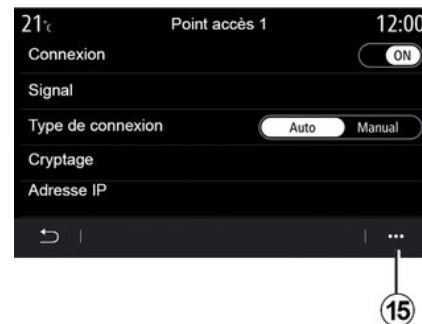 21°c Point accès 1 12:00
Connexion ON
Signal
Type de connexion Auto Manual
Cryptage
Adresse IP
15